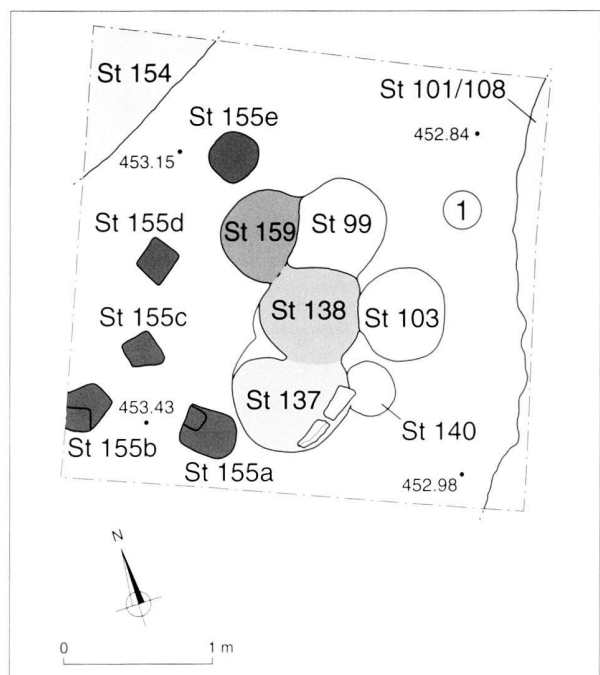 St 154
St 101/108
St 155e
452.84
453.15
1
St 155d
St 159
St 99
St 155c
St 138
St 103
St 137
453.43
St 140
St 155b
St 155a
452.98
N
0 1 m